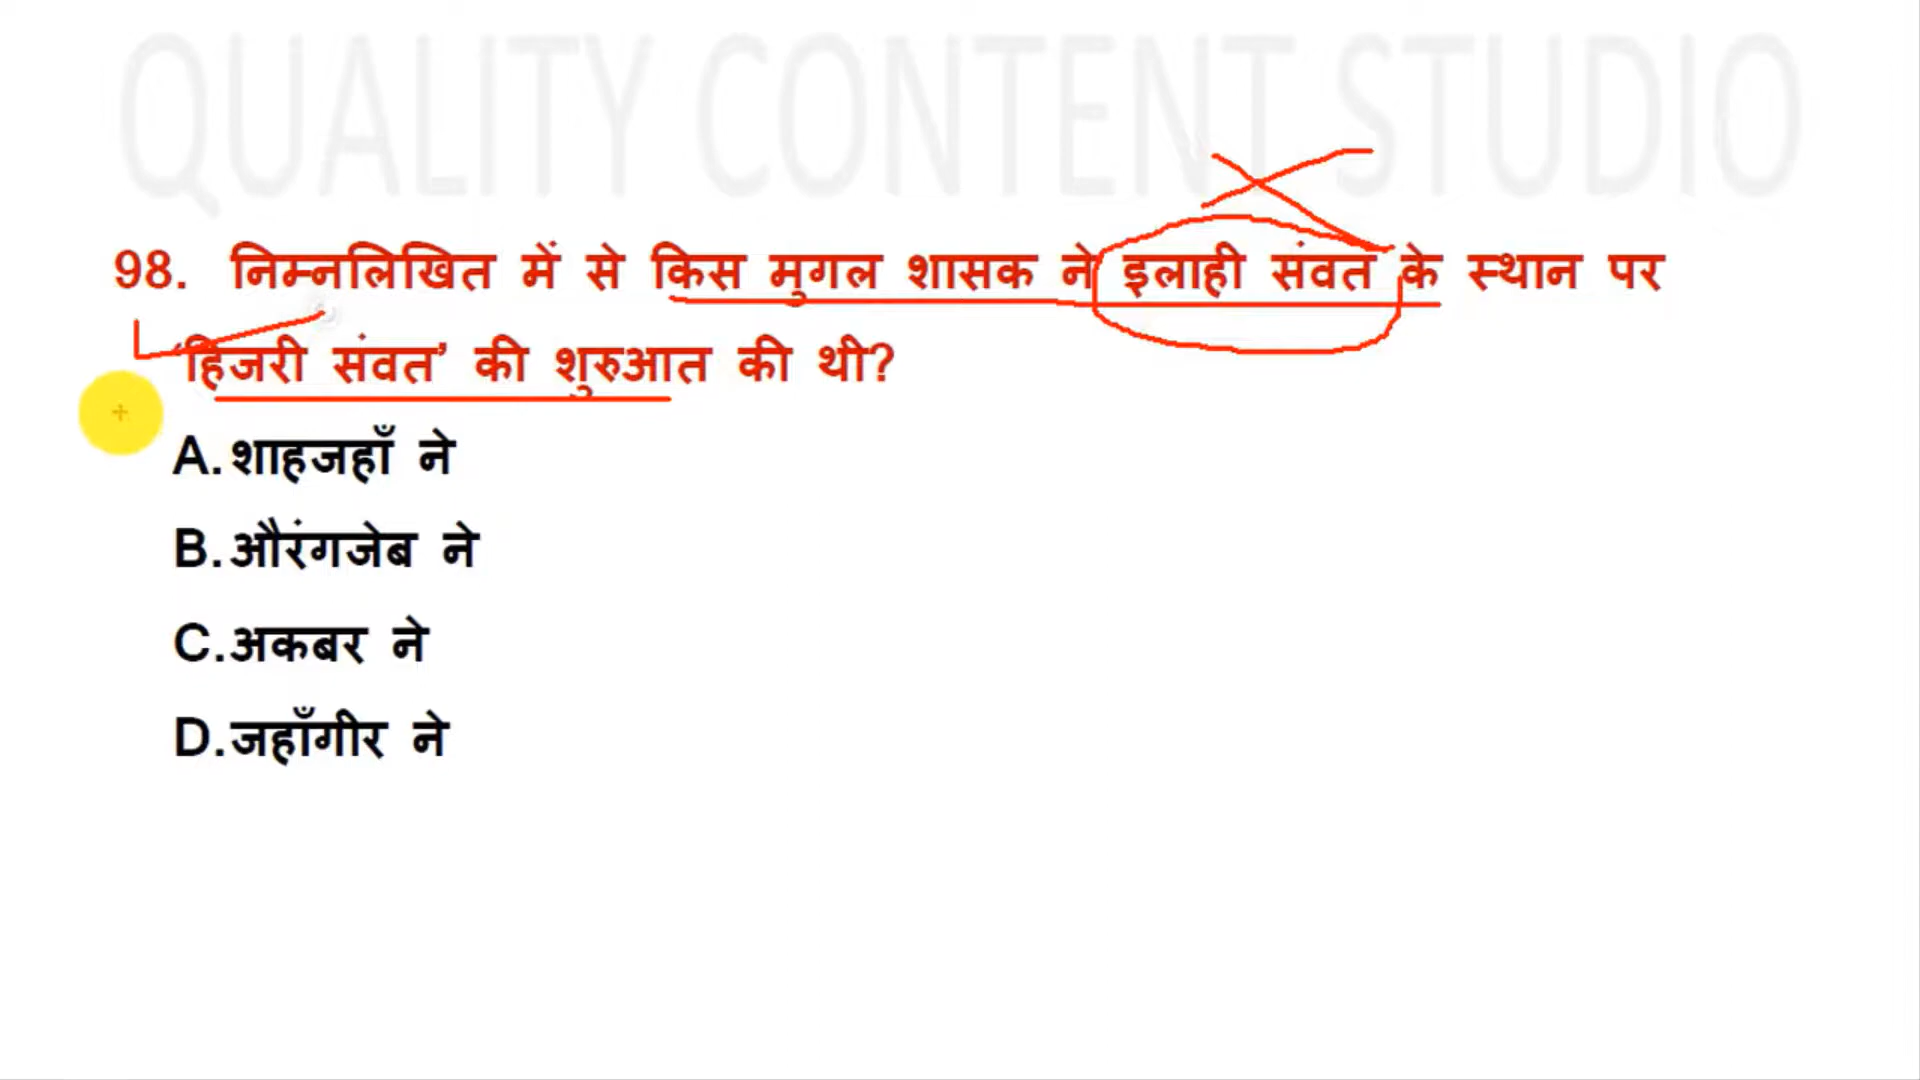 QUALITY CONTENT STUDIO
98. निम्नलिखित में से किस मुगल शासक ने इलाही संवत के स्थान पर
‘हिजरी संवत’ की शुरुआत की थी?
A. शाहजहाँ ने
B. औरंगजेब ने
C. अकबर ने
D. जहाँगीर ने